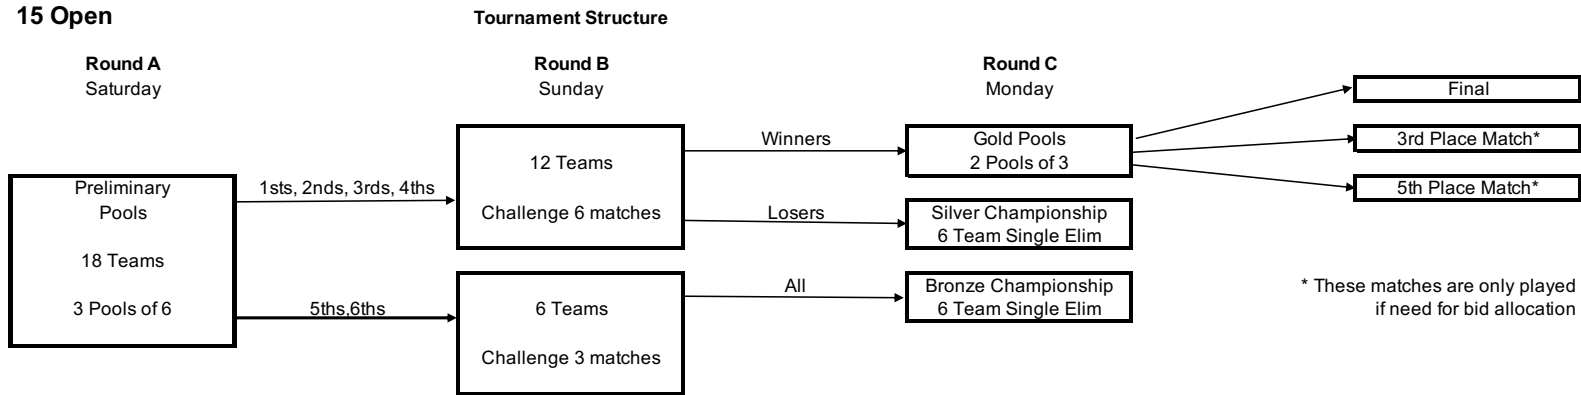 15 Open
Tournament Structure
Round A
Saturday
Round B
Sunday
Round C
Monday
Preliminary
Pools
18 Teams
3 Pools of 6
1sts, 2nds, 3rds, 4ths
5ths,6ths
12 Teams
Challenge 6 matches
6 Teams
Challenge 3 matches
Winners
Losers
All
Gold Pools
2 Pools of 3
Silver Championship
6 Team Single Elim
Bronze Championship
6 Team Single Elim
Final
3rd Place Match*
5th Place Match*
* These matches are only played
if need for bid allocation